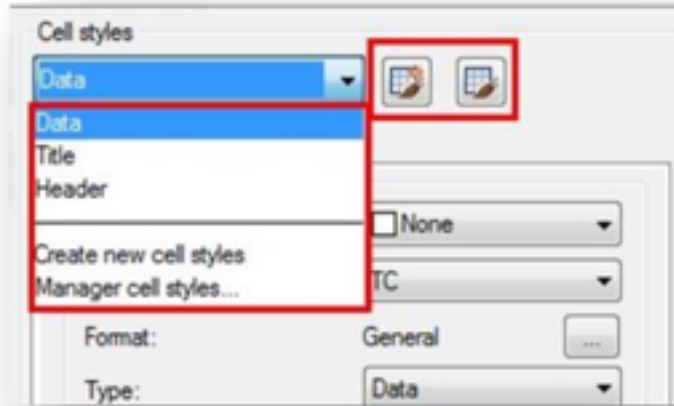 Cell styles
Data
Data
Title
Header
None
Create new cell styles
Manager cell styles...
TC
Format: General ...
Type: Data